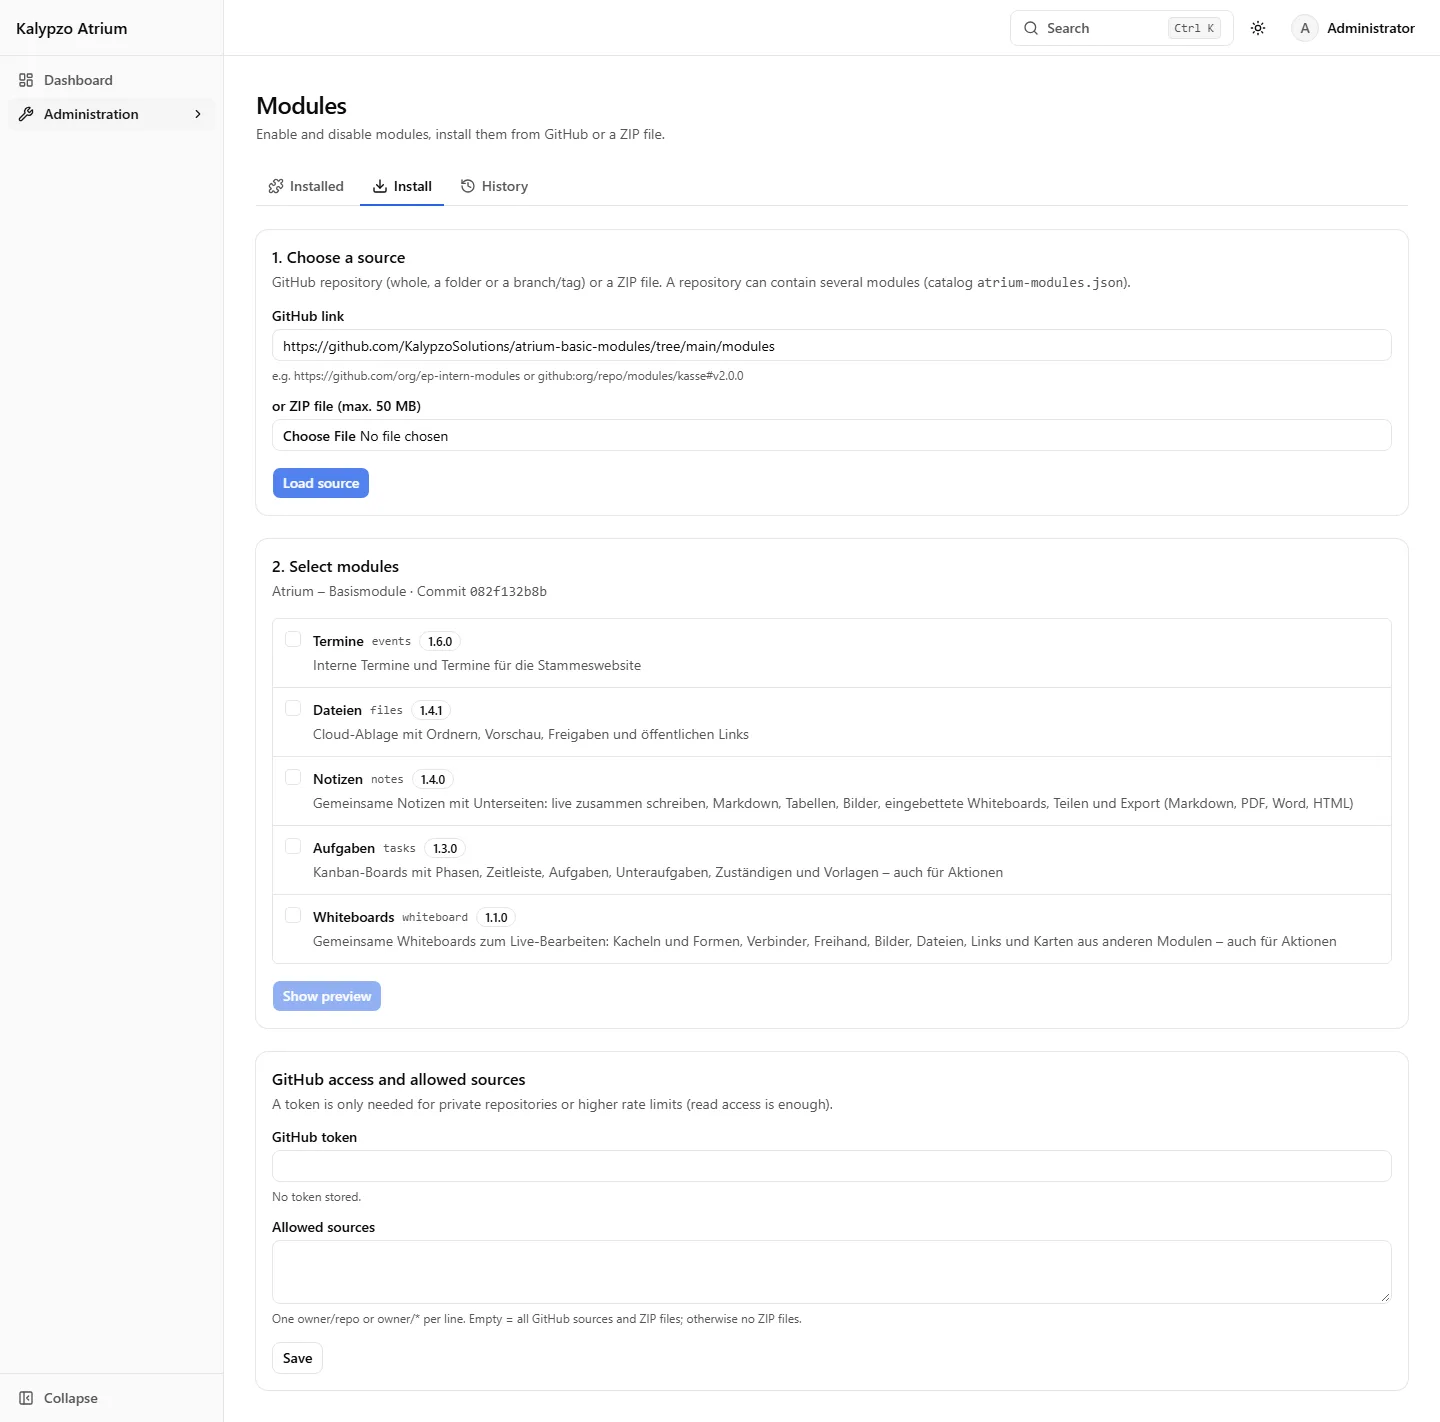 Kalypzo Atrium
Search
Ctrl K
A
Administrator
Dashboard
Administration
Modules
Enable and disable modules, install them from GitHub or a ZIP file.
Installed
Install
History
1. Choose a source
GitHub repository (whole, a folder or a branch/tag) or a ZIP file. A repository can contain several modules (catalog atrium-modules.json).
GitHub link
https://github.com/KalypzoSolutions/atrium-basic-modules/tree/main/modules
e.g. https://github.com/org/ep-intern-modules or github:org/repo/modules/kasse#v2.0.0
or ZIP file (max. 50 MB)
Choose File No file chosen
Load source
2. Select modules
Atrium – Basismodule · Commit 082f132b8b
Termine events 1.6.0
Interne Termine und Termine für die Stammeswebsite
Dateien files 1.4.1
Cloud-Ablage mit Ordnern, Vorschau, Freigaben und öffentlichen Links
Notizen notes 1.4.0
Gemeinsame Notizen mit Unterseiten: live zusammen schreiben, Markdown, Tabellen, Bilder, eingebettete Whiteboards, Teilen und Export (Markdown, PDF, Word, HTML)
Aufgaben tasks 1.3.0
Kanban-Boards mit Phasen, Zeitleiste, Aufgaben, Unteraufgaben, Zuständigen und Vorlagen – auch für Aktionen
Whiteboards whiteboard 1.1.0
Gemeinsame Whiteboards zum Live-Bearbeiten: Kacheln und Formen, Verbinder, Freihand, Bilder, Dateien, Links und Karten aus anderen Modulen – auch für Aktionen
Show preview
GitHub access and allowed sources
A token is only needed for private repositories or higher rate limits (read access is enough).
GitHub token
No token stored.
Allowed sources
One owner/repo or owner/* per line. Empty = all GitHub sources and ZIP files; otherwise no ZIP files.
Save
Collapse